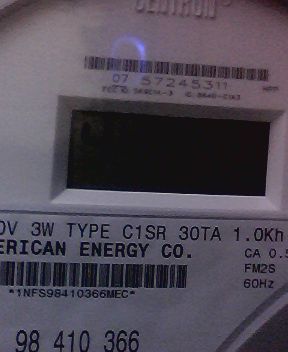 CENTRON
07 57245311
0V 3W TYPE C1SR 30TA 1.0Kh
ERICAN ENERGY CO.
CA 0.5
FM2S
*1NFS98410366MEC*
60Hz
98 410 366